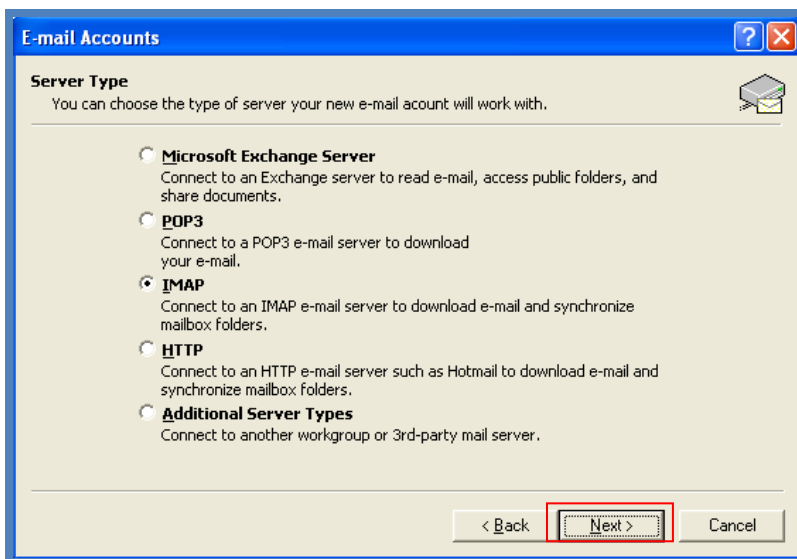 E-mail Accounts
Server Type
You can choose the type of server your new e-mail acount will work with.
Microsoft Exchange Server
Connect to an Exchange server to read e-mail, access public folders, and
share documents.
POP3
Connect to a POP3 e-mail server to download
your e-mail.
IMAP
Connect to an IMAP e-mail server to download e-mail and synchronize
mailbox folders.
HTTP
Connect to an HTTP e-mail server such as Hotmail to download e-mail and
synchronize mailbox folders.
Additional Server Types
Connect to another workgroup or 3rd-party mail server.
< Back Next > Cancel